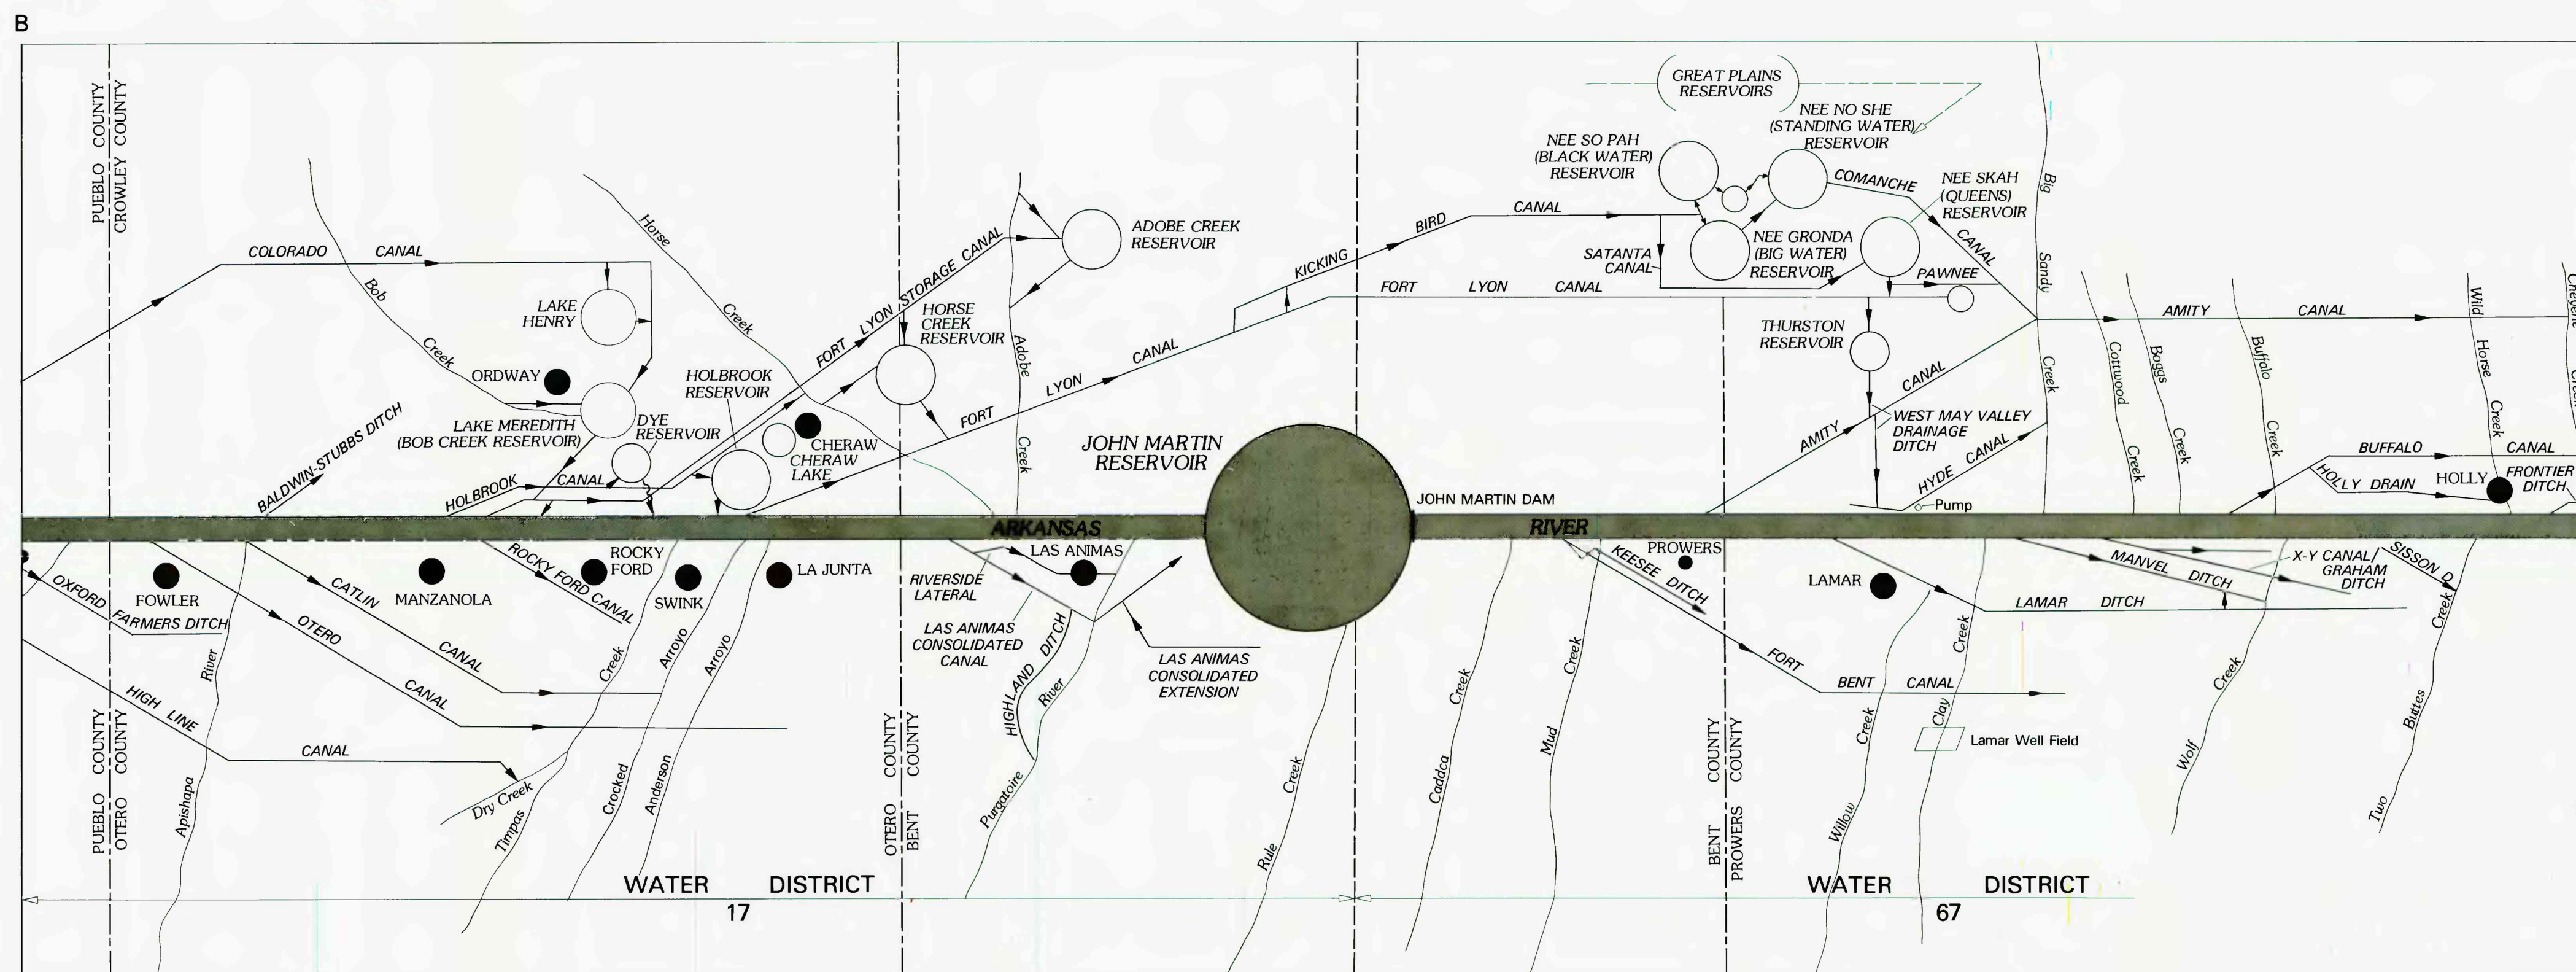 B
PUEBLO COUNTY
CROWLEY COUNTY
COLORADO CANAL
Bob
Creek
Horse
Creek
LAKE
HENRY
ORDWAY
LAKE MEREDITH
(BOB CREEK RESERVOIR)
DYE
RESERVOIR
HOLBROOK
RESERVOIR
BALDWIN-STUBBS DITCH
HOLBROOK CANAL
CHERAW
CHERAW
LAKE
FORT LYON STORAGE CANAL
HORSE
CREEK
RESERVOIR
ADOBE CREEK
RESERVOIR
Adobe
Creek
FORT LYON CANAL
KICKING BIRD CANAL
FORT LYON CANAL
GREAT PLAINS
RESERVOIRS
NEE NO SHE
(STANDING WATER)
RESERVOIR
NEE SO PAH
(BLACK WATER)
RESERVOIR
COMANCHE
CANAL
NEE SKAH
(QUEENS)
RESERVOIR
NEE GRONDA
(BIG WATER)
RESERVOIR
SATANTA
CANAL
PAWNEE
THURSTON
RESERVOIR
AMITY CANAL
WEST MAY VALLEY
DRAINAGE
DITCH
HYDE CANAL
Pump
Big
Sandy
Creek
AMITY CANAL
Cottwood
Creek
Boggs
Creek
Buffalo
Creek
Wild
Horse
Creek
BUFFALO CANAL
HOLLY DRAIN
HOLLY
FRONTIER
DITCH
JOHN MARTIN
RESERVOIR
JOHN MARTIN DAM
ARKANSAS RIVER
OXFORD
FARMERS DITCH
FOWLER
CATLIN
CANAL
MANZANOLA
ROCKY FORD CANAL
ROCKY
FORD
SWINK
LA JUNTA
OTERO
CANAL
HIGH LINE
CANAL
River
Apishapa
Dry Creek
Creek
Timpas
Arroyo
Crocked
Arroyo
Anderson
RIVERSIDE
LATERAL
LAS ANIMAS
LAS ANIMAS
CONSOLIDATED
CANAL
HIGHLAND DITCH
River
Purgatoire
LAS ANIMAS
CONSOLIDATED
EXTENSION
Creek
Rule
Creek
Caddca
Creek
Mud
KEESEE DITCH
PROWERS
FORT
BENT CANAL
LAMAR
LAMAR DITCH
MANVEL DITCH
X-Y CANAL/
GRAHAM
DITCH
SISSON D.
Creek
Willow
Creek
Clay
Lamar Well Field
Creek
Wolf
Creek
Buttes
Two
PUEBLO COUNTY
OTERO COUNTY
OTERO COUNTY
BENT COUNTY
BENT COUNTY
PROWERS COUNTY
WATER DISTRICT
17
WATER DISTRICT
67